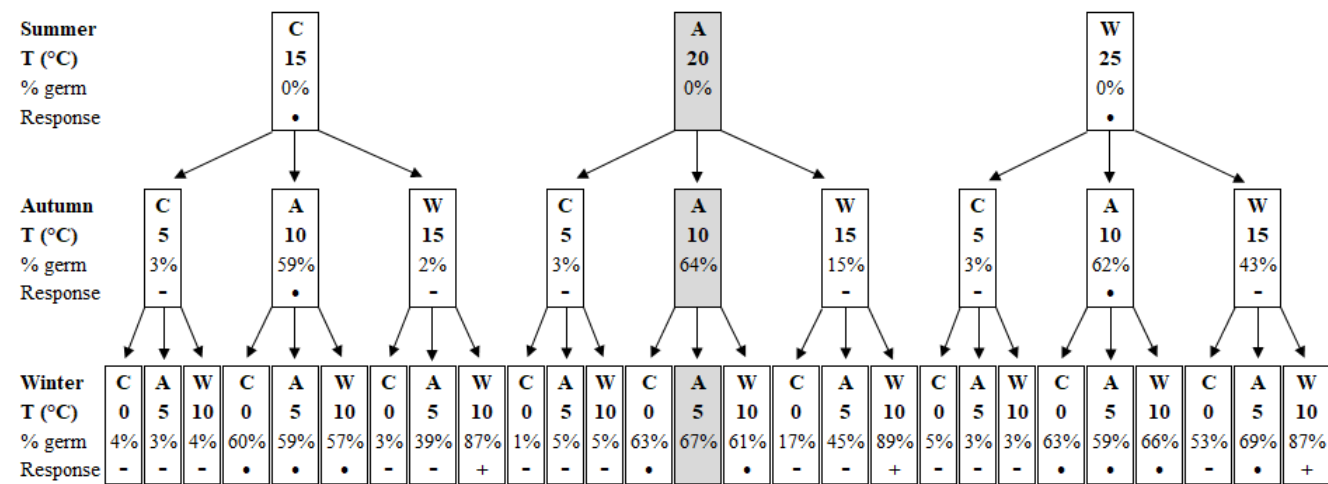 Summer C A W
T (°C) 15 20 25
% germ 0% 0% 0%
Response • •
Autumn C A W C A W C A W
T (°C) 5 10 15 5 10 15 5 10 15
% germ 3% 59% 2% 3% 64% 15% 3% 62% 43%
Response - • - - - - • -
Winter C A W C A W C A W C A W C A W C A W C A W C A W C A W
T (°C) 0 5 10 0 5 10 0 5 10 0 5 10 0 5 10 0 5 10 0 5 10 0 5 10 0 5 10
% germ 4% 3% 4% 60% 59% 57% 3% 39% 87% 1% 5% 5% 63% 67% 61% 17% 45% 89% 5% 3% 3% 63% 59% 66% 53% 69% 87%
Response - - - • • • - - + - - - • • - - + - - - • • • - • +